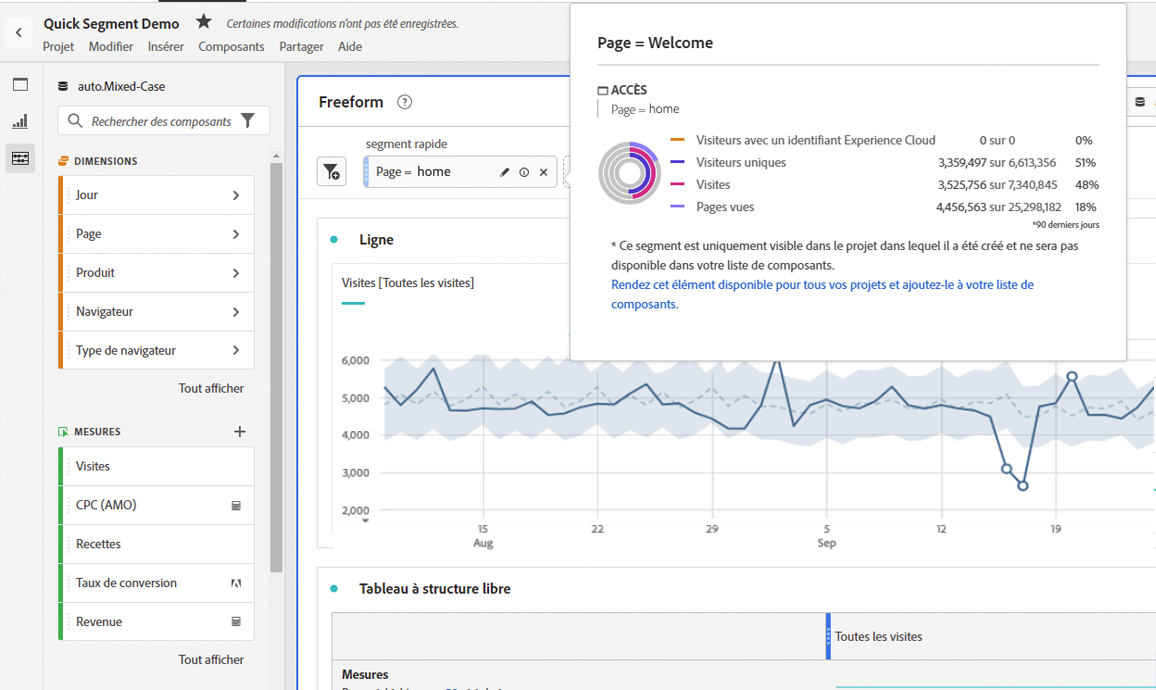 Quick Segment Demo ★ Certaines modifications n'ont pas été enregistrées.
Projet Modifier Insérer Composants Partager Aide
auto.Mixed-Case
Rechercher des composants
DIMENSIONS
Jour
Page
Produit
Navigateur
Type de navigateur
Tout afficher
MESURES +
Visites
CPC (AMO)
Recettes
Taux de conversion
Revenue
Tout afficher
Freeform ?
segment rapide
Page = home
Page = Welcome
ACCÈS
Page = home
Visiteurs avec un identifiant Experience Cloud 0 sur 0 0%
Visiteurs uniques 3,359,497 sur 6,613,356 51%
Visites 3,525,756 sur 7,340,845 48%
Pages vues 4,456,563 sur 25,298,182 18%
*90 derniers jours
* Ce segment est uniquement visible dans le projet dans lequel il a été créé et ne sera pas
disponible dans votre liste de composants.
Rendez cet élément disponible pour tous vos projets et ajoutez-le à votre liste de
composants.
Ligne
Visites [Toutes les visites]
6,000
5,000
4,000
3,000
2,000
15 22 29 5 12 19
Aug Sep
Tableau à structure libre
Toutes les visites
Mesures